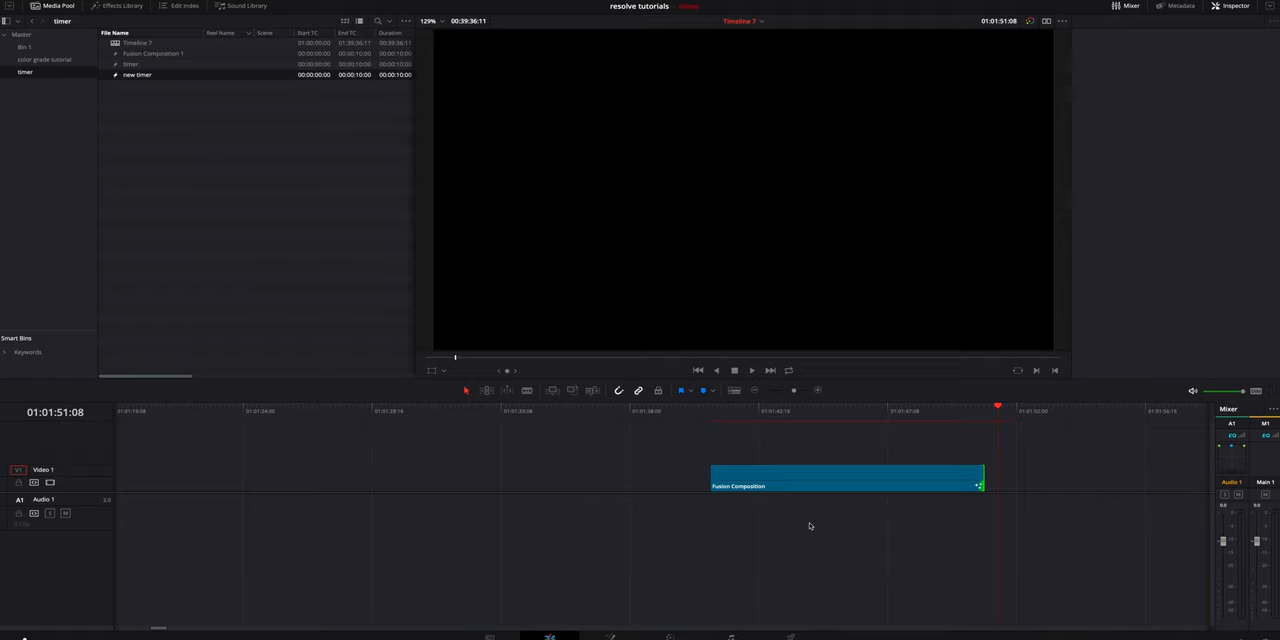 Media Pool Effects Library Edit Index Sound Library resolve tutorials Mixer Metadata Inspector
timer 129% 00:39:36:11 Timeline 7 01:01:51:08
Master
Bin 1
color grade tutorial
timer
File Name Reel Name Scene Start TC End TC Duration
Timeline 7 01:00:00:00 01:39:36:11 00:39:36:11
Fusion Composition 1 00:00:00:00 00:00:10:00 00:00:10:00
timer 00:00:00:00 00:00:10:00 00:00:10:00
new timer 00:00:00:00 00:00:10:00 00:00:10:00
Smart Bins
Keywords
01:01:51:08
01:01:19:08 01:01:24:00 01:01:28:16 01:01:33:08 01:01:38:00 01:01:42:16 01:01:47:08 01:01:52:00 01:01:56:16
V1 Video 1
Fusion Composition
A1 Audio 1 2.0
S M
Mixer
A1 M1
EQ EQ
Audio 1 Main 1
S M M
0.0 0.0